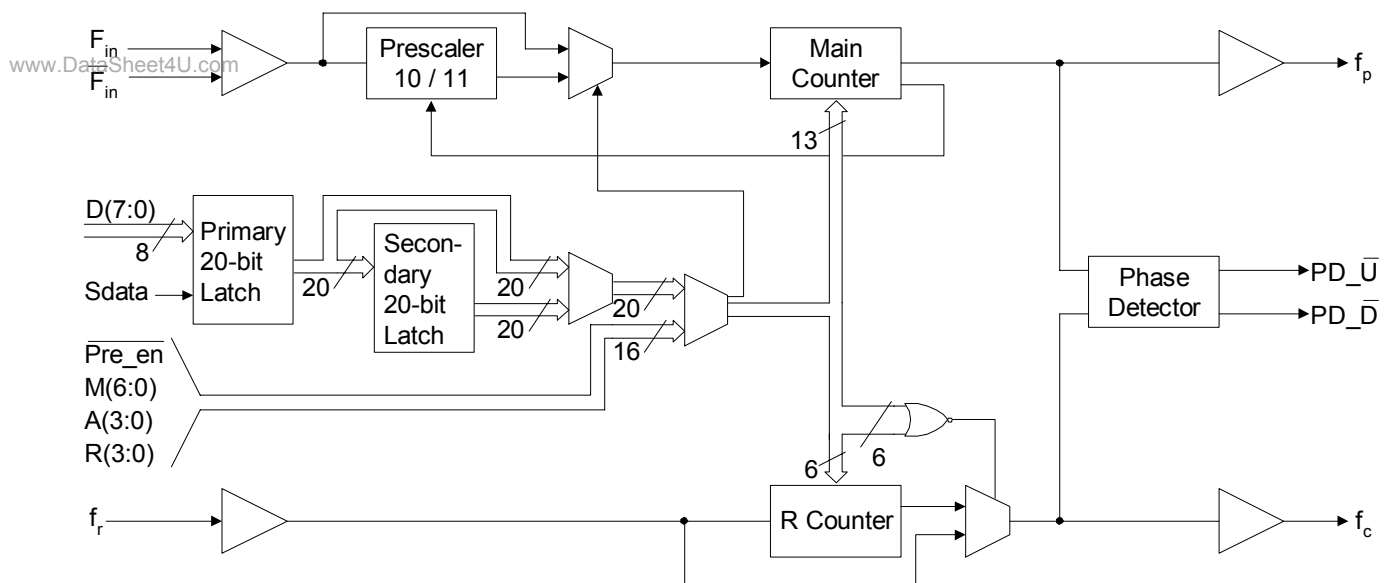 F_in
www.DataSheet4U.com
F̅_in
Prescaler
10 / 11
Main
Counter
f_p
13
D(7:0)
8
Sdata
Primary
20-bit
Latch
20
Secon-
dary
20-bit
Latch
20
20
20
16
Phase
Detector
PD_U̅
PD_D̅
P̅r̅e̅_̅e̅n̅
M(6:0)
A(3:0)
R(3:0)
6
6
f_r
R Counter
f_c